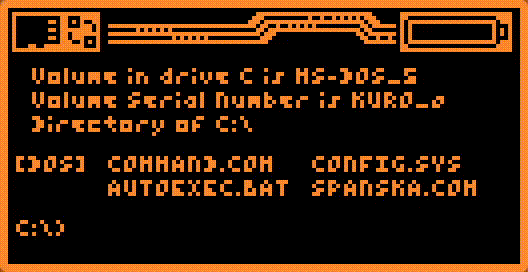 Volume in drive C is MS-DOS_5
Volume Serial Number is KURO_o
Directory of C:\
[DOS] COMMAND.COM CONFIG.SYS
AUTOEXEC.BAT SPANSKA.COM
C:\>